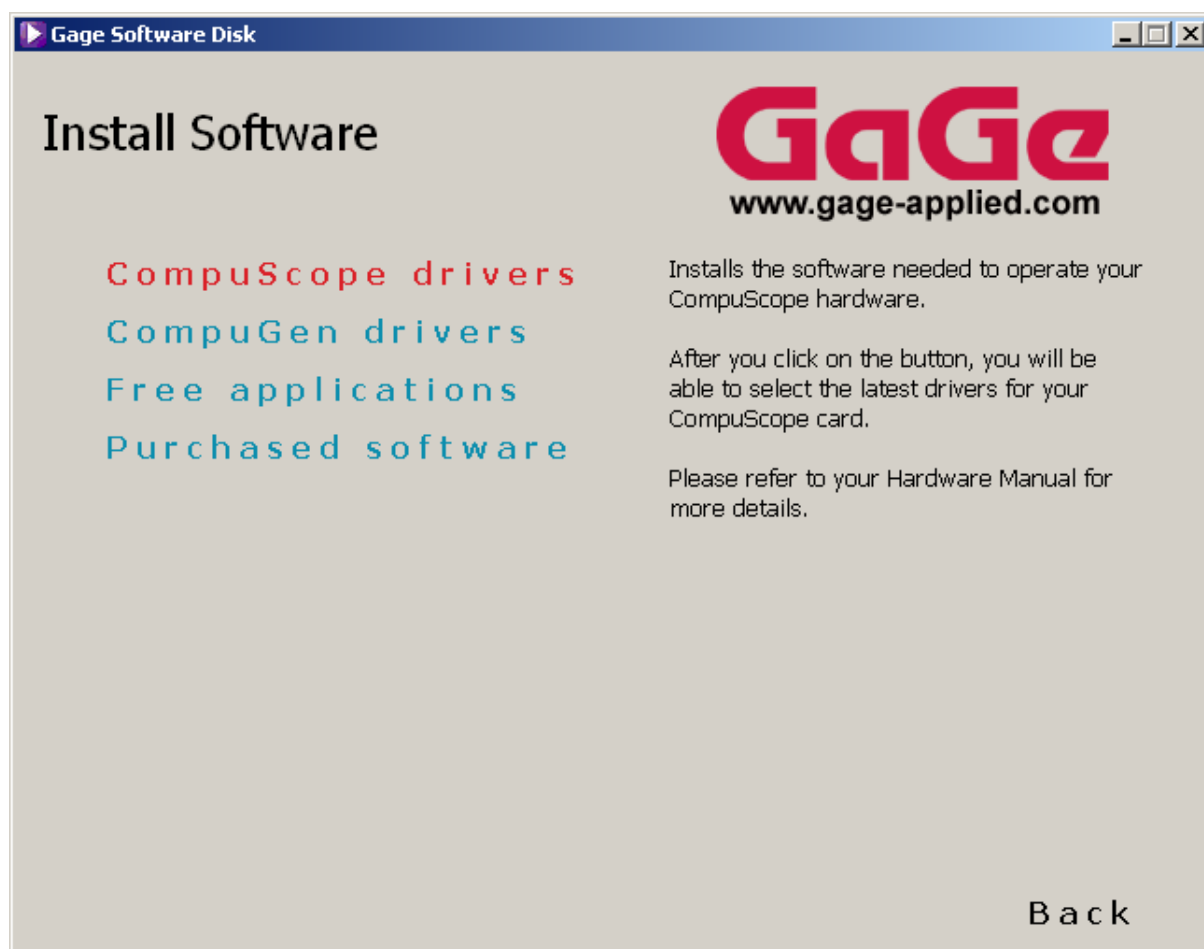 Gage Software Disk
Install Software
GaGe
www.gage-applied.com
CompuScope drivers
CompuGen drivers
Free applications
Purchased software
Installs the software needed to operate your
CompuScope hardware.
After you click on the button, you will be
able to select the latest drivers for your
CompuScope card.
Please refer to your Hardware Manual for
more details.
Back